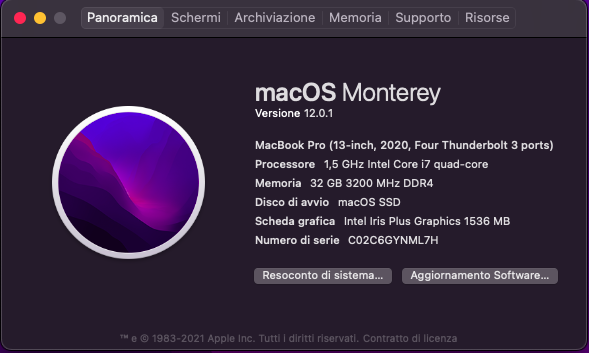 Panoramica Schermi Archiviazione Memoria Supporto Risorse
macOS Monterey
Versione 12.0.1
MacBook Pro (13-inch, 2020, Four Thunderbolt 3 ports)
Processore 1,5 GHz Intel Core i7 quad-core
Memoria 32 GB 3200 MHz DDR4
Disco di avvio macOS SSD
Scheda grafica Intel Iris Plus Graphics 1536 MB
Numero di serie C02C6GYNML7H
Resoconto di sistema... Aggiornamento Software...
™ e © 1983-2021 Apple Inc. Tutti i diritti riservati. Contratto di licenza